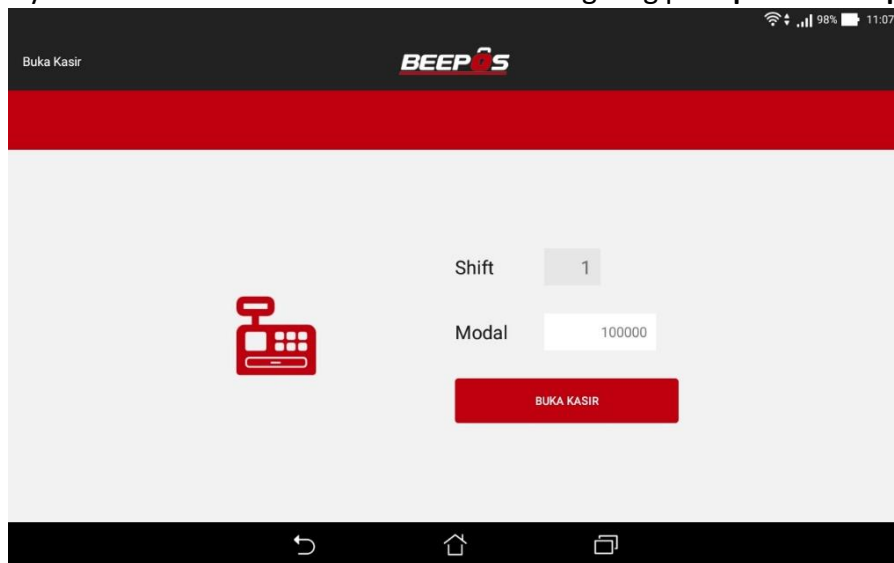 98% 11:07
Buka Kasir
BEEPOS
Shift 1
Modal 100000
BUKA KASIR